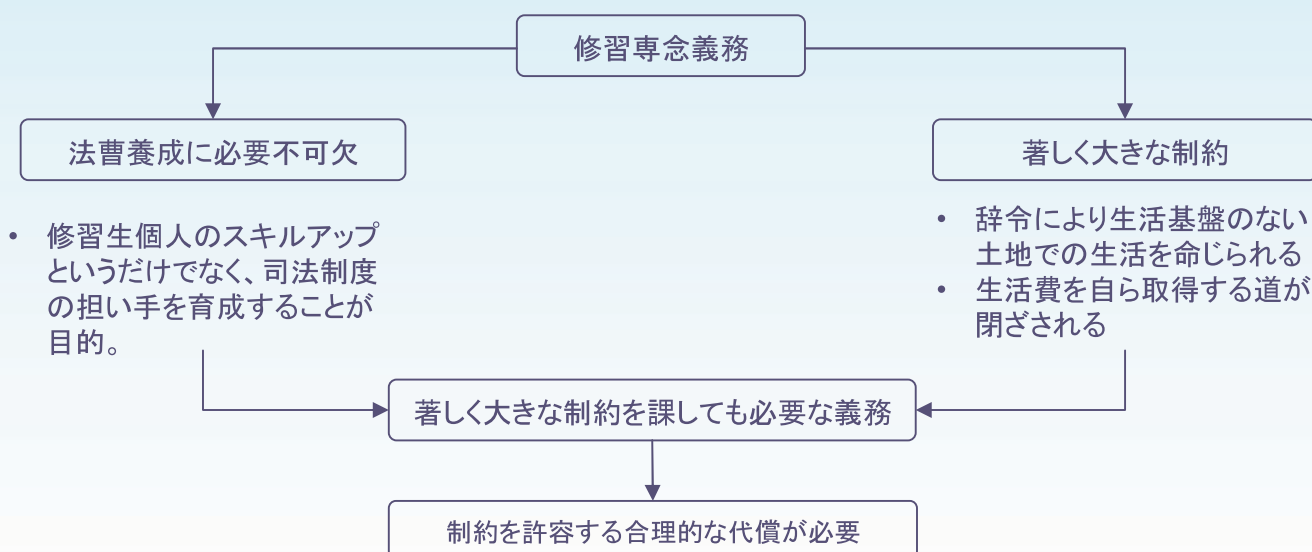 修習専念義務
法曹養成に必要不可欠
• 修習生個人のスキルアップ
というだけでなく、司法制度
の担い手を育成することが
目的。
著しく大きな制約
• 辞令により生活基盤のない
土地での生活を命じられる
• 生活費を自ら取得する道が
閉ざされる
著しく大きな制約を課しても必要な義務
制約を許容する合理的な代償が必要